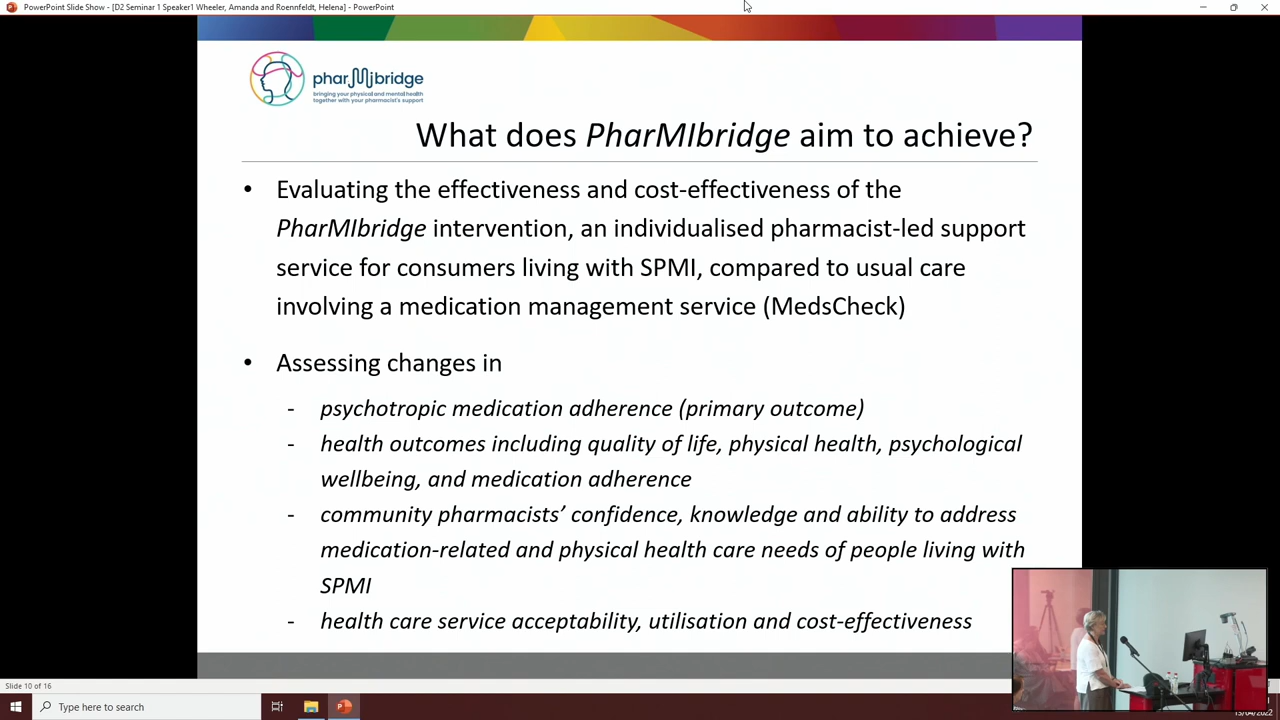 PowerPoint Slide Show - [D2 Seminar 1 Speaker1 Wheeler, Amanda and Roennfeldt, Helena] - PowerPoint
pharMIbridge
bringing your physical and mental health
together with your pharmacist's support
What does PharMIbridge aim to achieve?
• Evaluating the effectiveness and cost-effectiveness of the
PharMIbridge intervention, an individualised pharmacist-led support
service for consumers living with SPMI, compared to usual care
involving a medication management service (MedsCheck)
• Assessing changes in
- psychotropic medication adherence (primary outcome)
- health outcomes including quality of life, physical health, psychological
wellbeing, and medication adherence
- community pharmacists’ confidence, knowledge and ability to address
medication-related and physical health care needs of people living with
SPMI
- health care service acceptability, utilisation and cost-effectiveness
Slide 10 of 16
Type here to search
13/04/2022